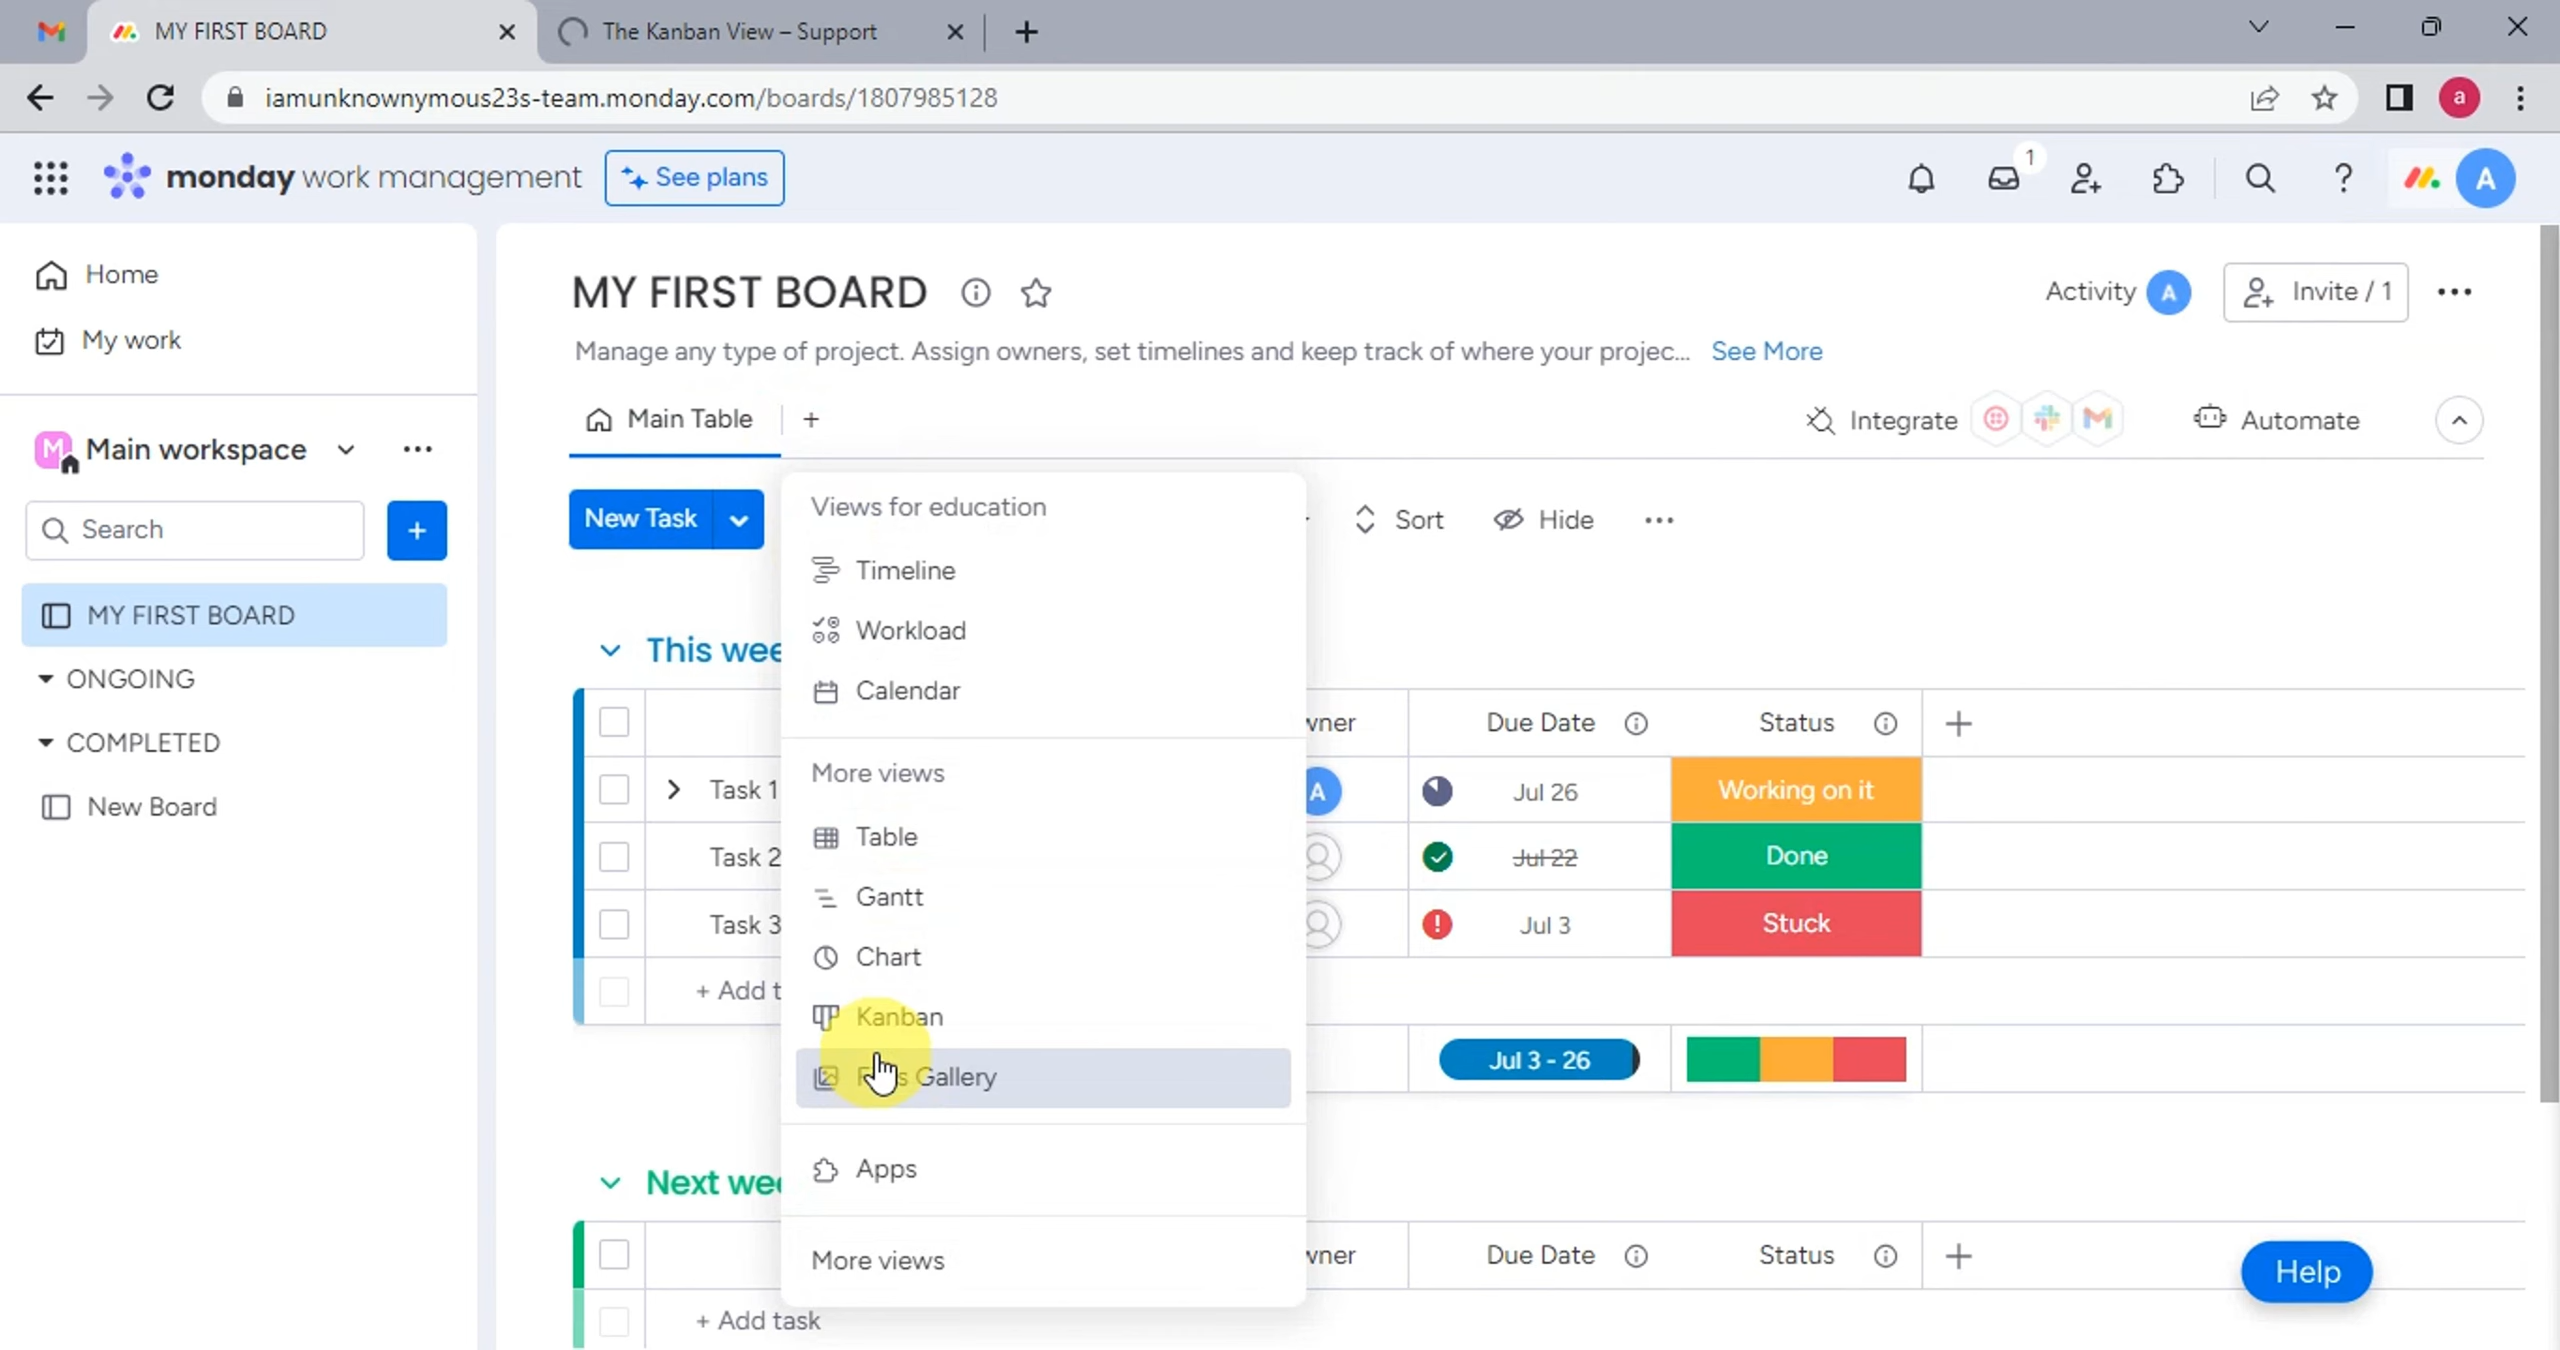 MY FIRST BOARD
The Kanban View – Support
iamunknownymous23s-team.monday.com/boards/1807985128
a
monday work management
See plans
1
A
Home
My work
M
Main workspace
Search
MY FIRST BOARD
ONGOING
COMPLETED
New Board
MY FIRST BOARD
Activity
A
Invite / 1
Manage any type of project. Assign owners, set timelines and keep track of where your projec... See More
Main Table
Integrate
Automate
New Task
Sort
Hide
Views for education
Timeline
Workload
Calendar
More views
Table
Gantt
Chart
Kanban
Gallery
Apps
More views
This wee
wner
Due Date
Status
Task 1
A
Jul 26
Working on it
Task 2
Jul 22
Done
Task 3
Jul 3
Stuck
+ Add t
Jul 3 - 26
Next wee
wner
Due Date
Status
+ Add task
Help